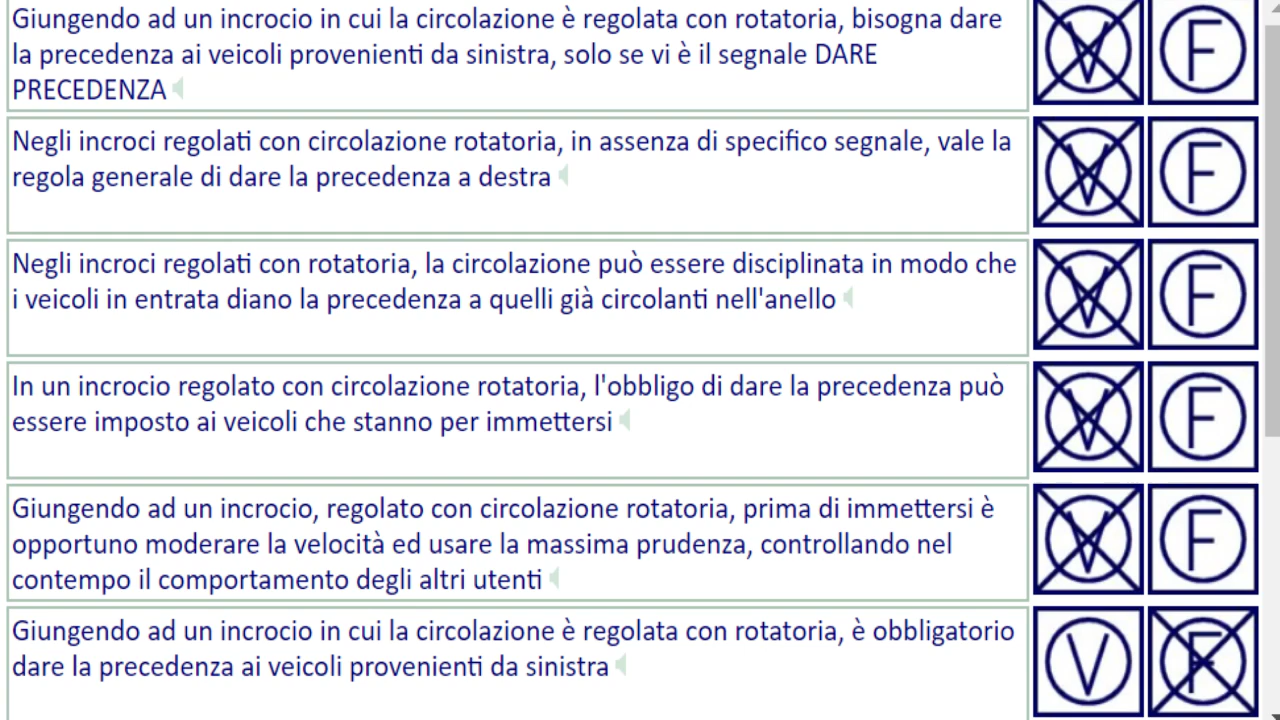 Giungendo ad un incrocio in cui la circolazione è regolata con rotatoria, bisogna dare
la precedenza ai veicoli provenienti da sinistra, solo se vi è il segnale DARE
PRECEDENZA
V F
Negli incroci regolati con circolazione rotatoria, in assenza di specifico segnale, vale la
regola generale di dare la precedenza a destra
V F
Negli incroci regolati con rotatoria, la circolazione può essere disciplinata in modo che
i veicoli in entrata diano la precedenza a quelli già circolanti nell'anello
V F
In un incrocio regolato con circolazione rotatoria, l'obbligo di dare la precedenza può
essere imposto ai veicoli che stanno per immettersi
V F
Giungendo ad un incrocio, regolato con circolazione rotatoria, prima di immettersi è
opportuno moderare la velocità ed usare la massima prudenza, controllando nel
contempo il comportamento degli altri utenti
V F
Giungendo ad un incrocio in cui la circolazione è regolata con rotatoria, è obbligatorio
dare la precedenza ai veicoli provenienti da sinistra
V F